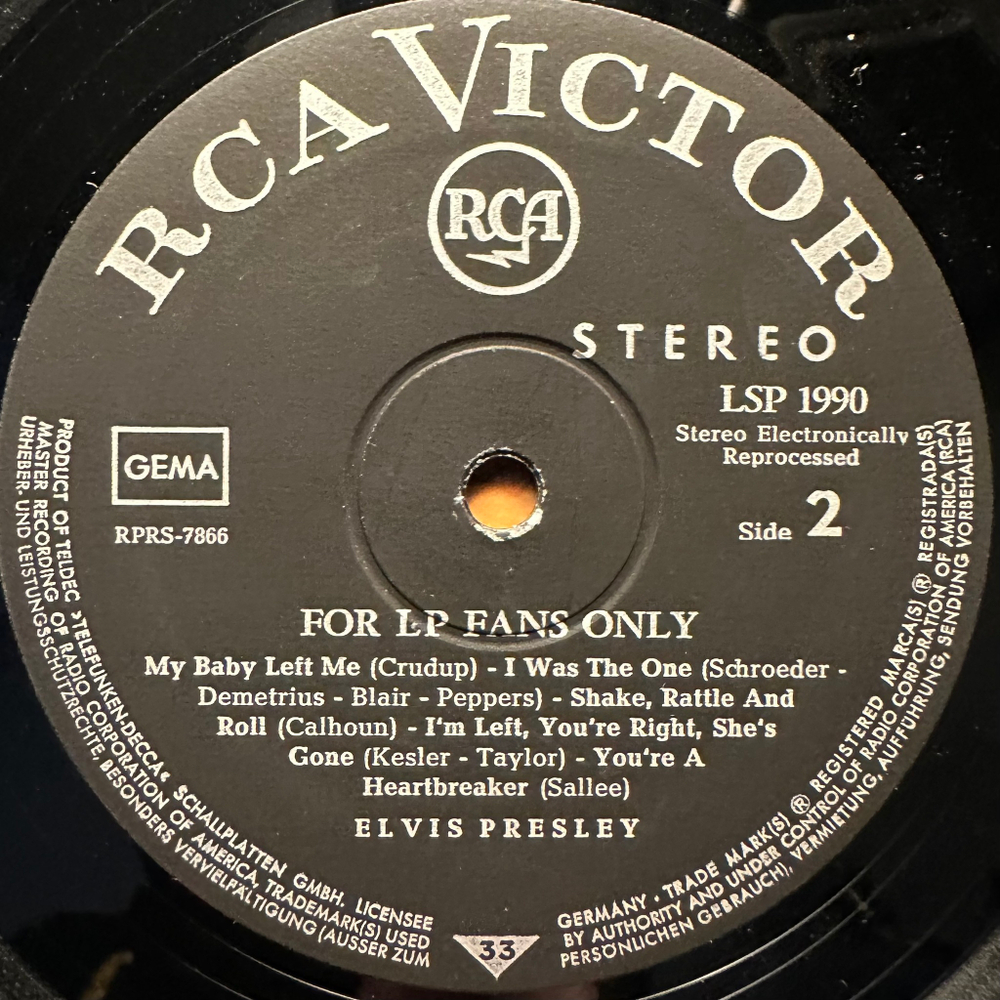 RCA VICTOR
RCA
STEREO
LSP 1990
Stereo Electronically
Reprocessed
GEMA
RPRS-7866
Side 2
FOR LP FANS ONLY
My Baby Left Me (Crudup) - I Was The One (Schroeder -
Demetrius - Blair - Peppers) - Shake, Rattle And
Roll (Calhoun) - I'm Left, You're Right, She's
Gone (Kesler - Taylor) - You're A
Heartbreaker (Sallee)
ELVIS PRESLEY
PRODUCT OF TELDEC »TELEFUNKEN-DECCA« SCHALLPLATTEN GMBH. LICENSEE
MASTER RECORDING OF RADIO CORPORATION OF AMERICA, TRADEMARK(S) USED
URHEBER- UND LEISTUNGSSCHUTZRECHTE, BESONDERS VERVIELFÄLTIGUNG (AUSSER ZUM
33
GERMANY . TRADE MARK(S) ® REGISTERED MARCA(S) ® REGISTRADA(S)
BY AUTHORITY AND UNDER CONTROL OF RADIO CORPORATION OF AMERICA (RCA)
PERSÖNLICHEN GEBRAUCH), VERMIETUNG, AUFFÜHRUNG, SENDUNG VORBEHALTEN